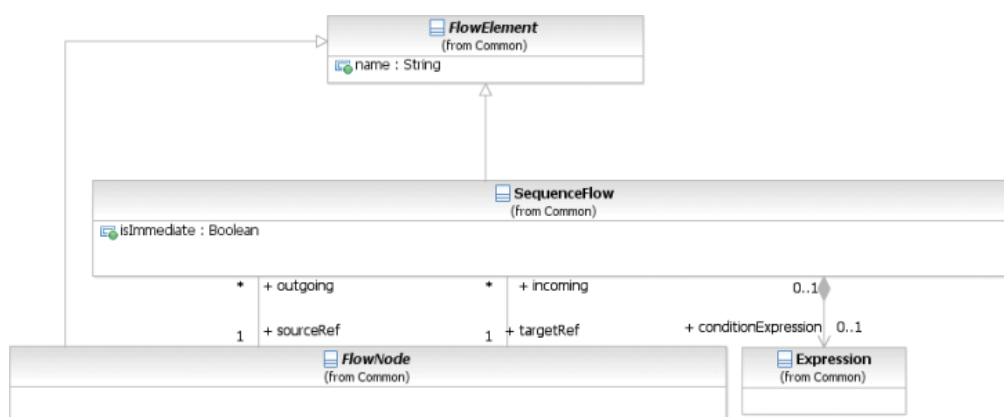 FlowElement
(from Common)
name : String
SequenceFlow
(from Common)
isImmediate : Boolean
* + outgoing * + incoming 0..1
1 + sourceRef 1 + targetRef + conditionExpression 0..1
FlowNode
(from Common)
Expression
(from Common)